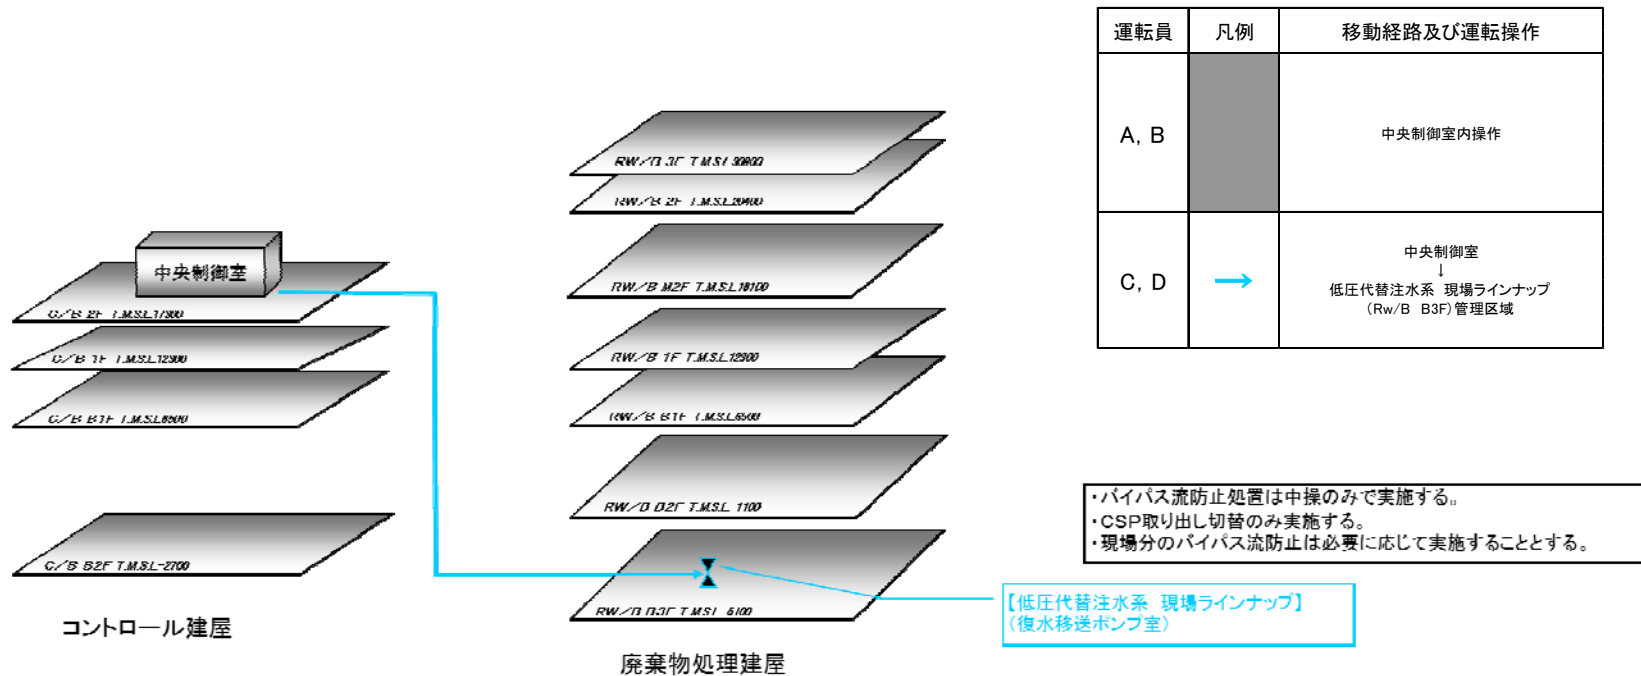 運転員 凡例 移動経路及び運転操作
A, B 中央制御室内操作
C, D → 中央制御室
↓
低圧代替注水系 現場ラインナップ
(Rw/B B3F)管理区域
RW/B 3F T.M.S.L.30900
RW/B 2F T.M.S.L.20400
RW/B M2F T.M.S.L.16100
RW/B 1F T.M.S.L.12300
RW/B B1F T.M.S.L.6500
RW/B B2F T.M.S.L.-1100
RW/B B3F T.M.S.L.-6100
中央制御室
C/B 2F T.M.S.L.17300
C/B 1F T.M.S.L.12300
C/B B1F T.M.S.L.6500
C/B B2F T.M.S.L-2700
コントロール建屋
廃棄物処理建屋
・バイパス流防止処置は中操のみで実施する。
・CSP取り出し切替のみ実施する。
・現場分のバイパス流防止は必要に応じて実施することとする。
【低圧代替注水系 現場ラインナップ】
(復水移送ポンプ室)